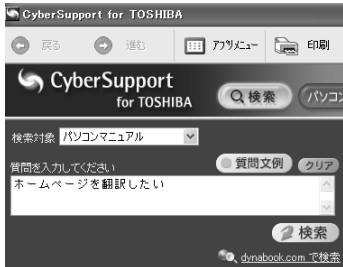 CyberSupport for TOSHIBA
戻る 進む ｱﾌﾟﾘﾒﾆｭｰ 印刷
CyberSupport
for TOSHIBA
検索 パソコ
検索対象 パソコンマニュアル
質問を入力してください 質問文例 クリア
ホームページを翻訳したい
検索
dynabook.com で検索